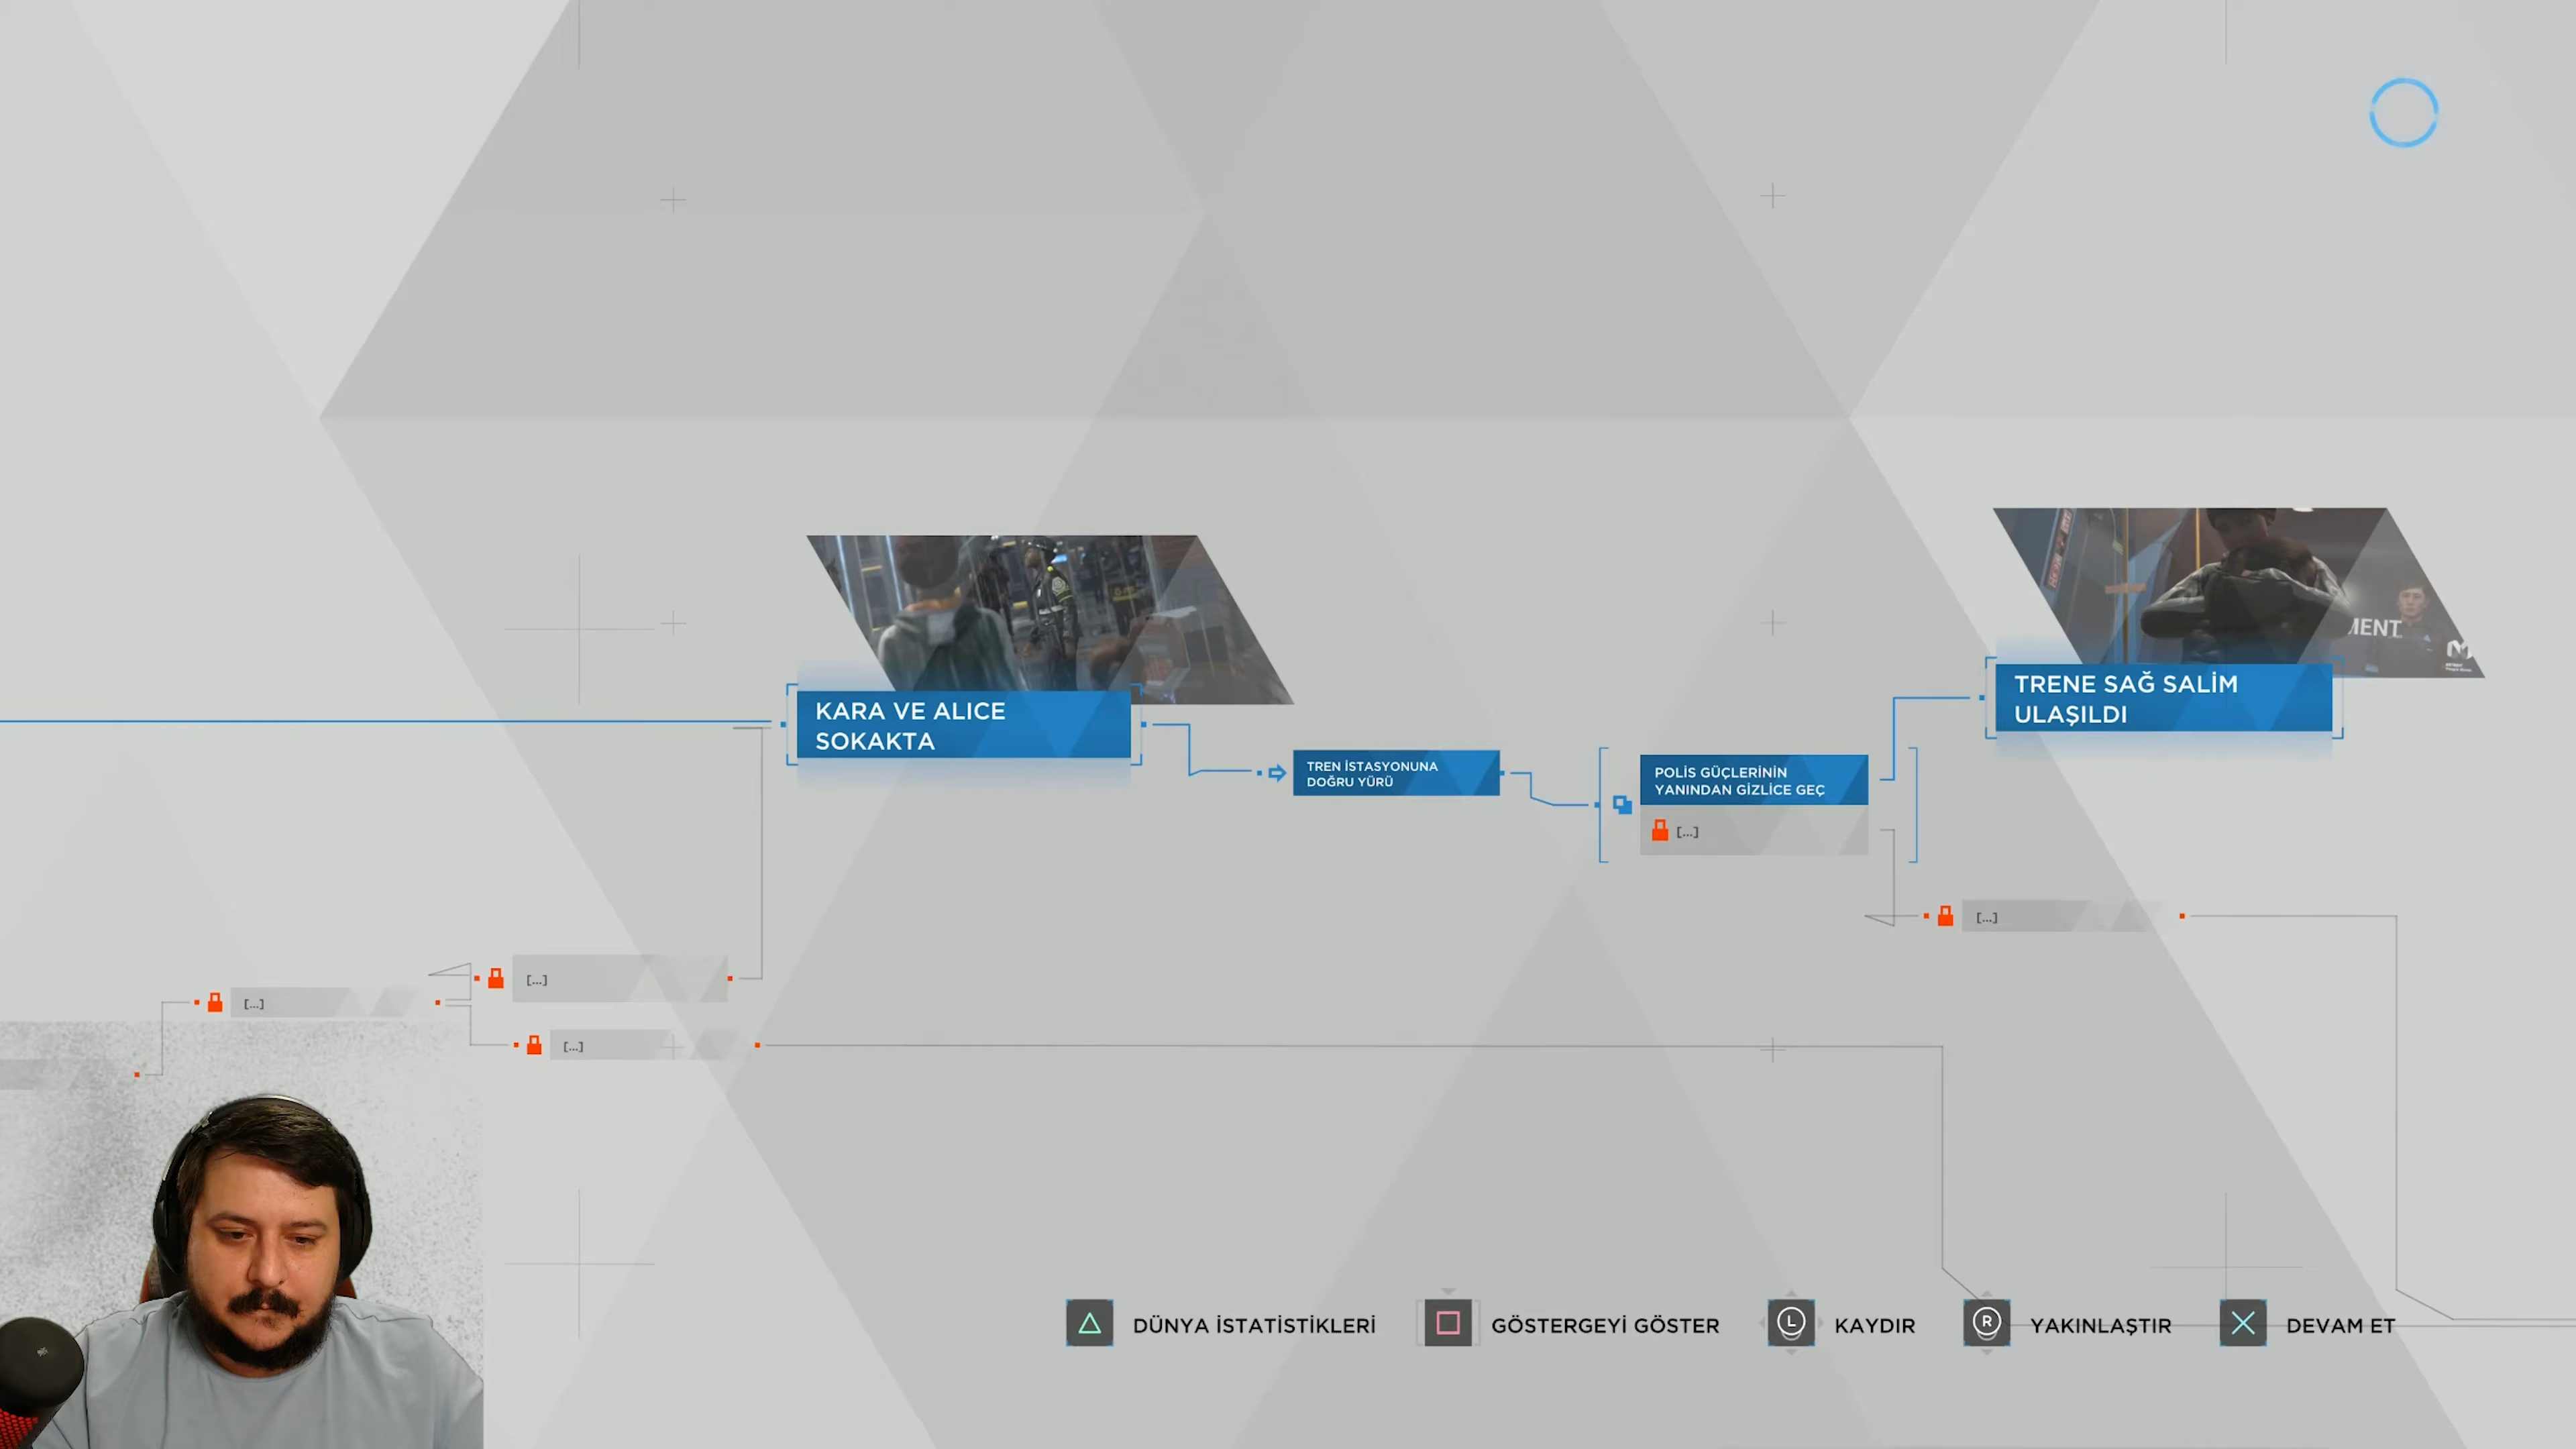 MENT
KARA VE ALICE
SOKAKTA
TRENE SAĞ SALİM
ULAŞILDI
TREN İSTASYONUNA
DOĞRU YÜRÜ
POLİS GÜÇLERİNİN
YANINDAN GİZLİCE GEÇ
[...]
[...]
[...]
[...]
[...]
DÜNYA İSTATİSTİKLERİ
GÖSTERGEYİ GÖSTER
L
KAYDIR
R
YAKINLAŞTIR
DEVAM ET